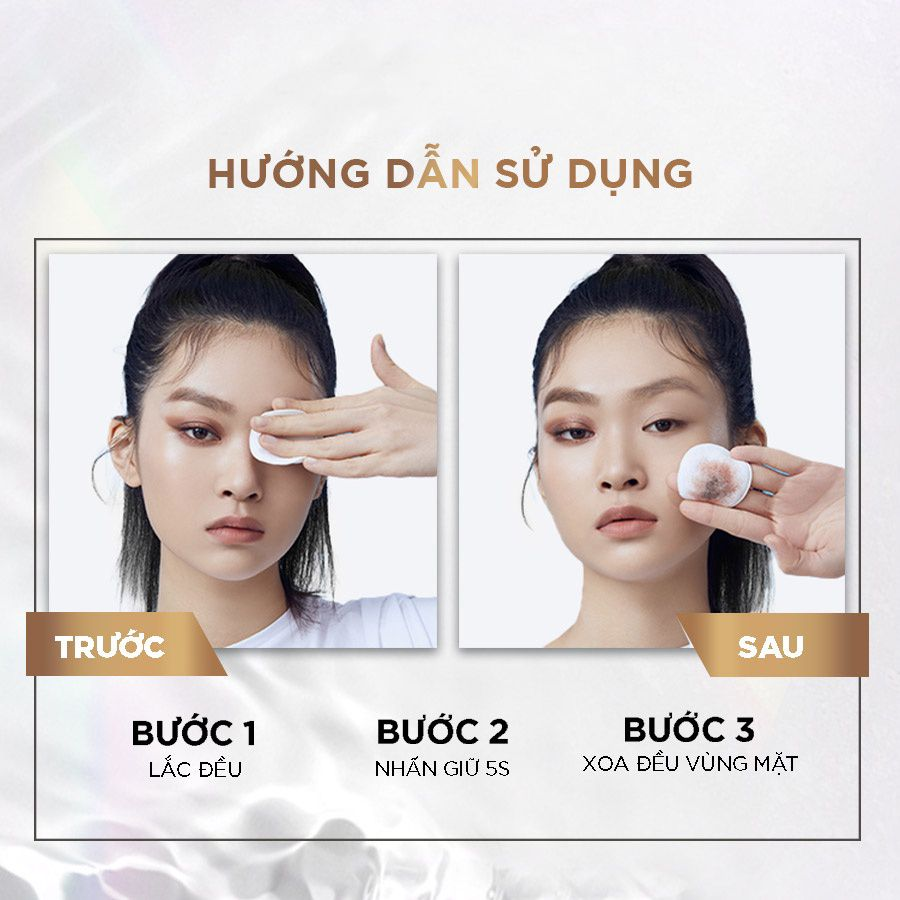 HƯỚNG DẪN SỬ DỤNG
TRƯỚC
SAU
BƯỚC 1
LẮC ĐỀU
BƯỚC 2
NHẤN GIỮ 5S
BƯỚC 3
XOA ĐỀU VÙNG MẶT